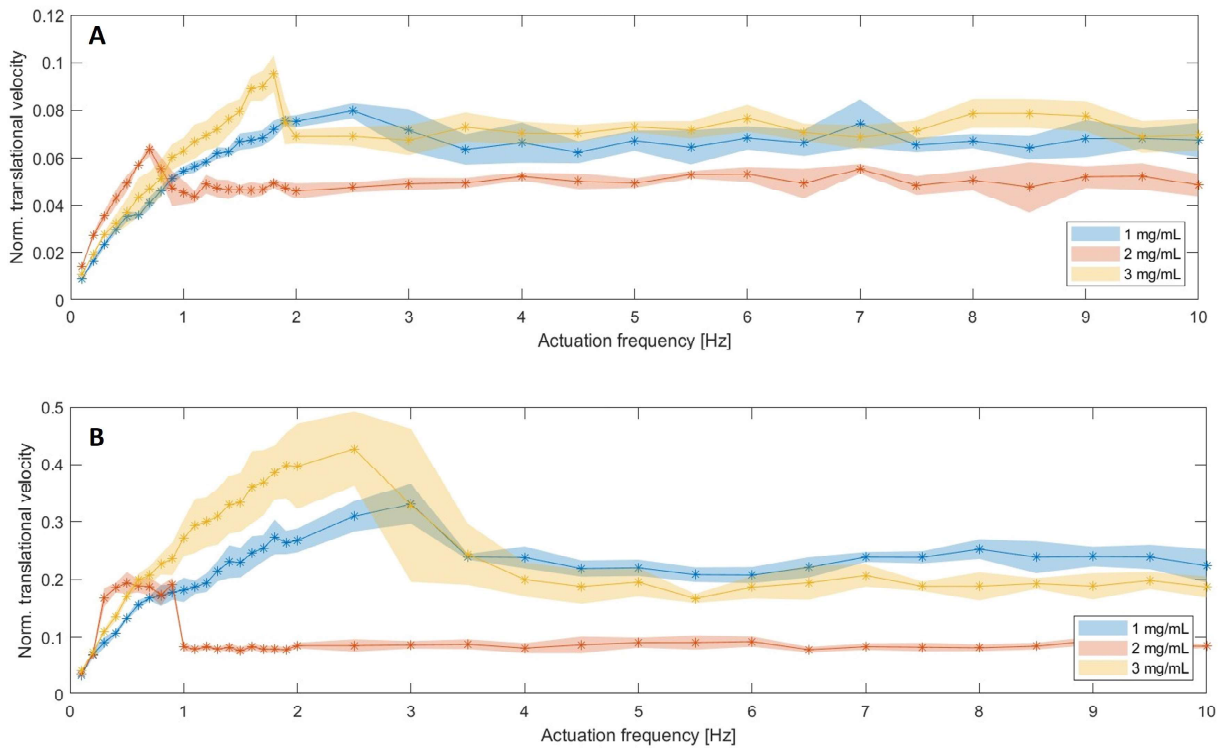 A
Norm. translational velocity
0.12
0.1
0.08
0.06
0.04
0.02
0
0 1 2 3 4 5 6 7 8 9 10
Actuation frequency [Hz]
1 mg/mL
2 mg/mL
3 mg/mL
B
Norm. translational velocity
0.5
0.4
0.3
0.2
0.1
0
0 1 2 3 4 5 6 7 8 9 10
Actuation frequency [Hz]
1 mg/mL
2 mg/mL
3 mg/mL